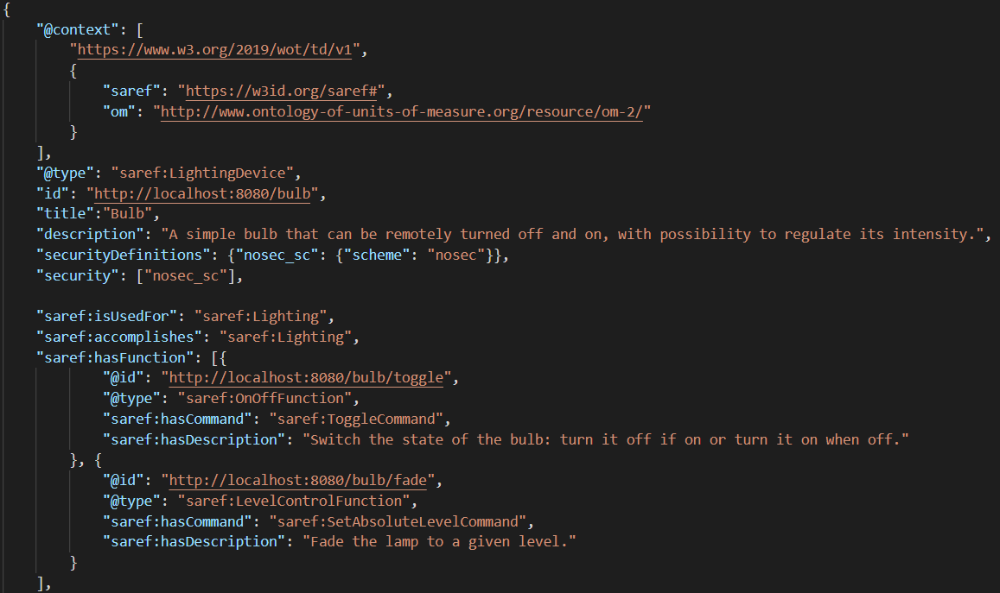 {
    "@context": [
        "https://www.w3.org/2019/wot/td/v1",
        {
            "saref": "https://w3id.org/saref#",
            "om": "http://www.ontology-of-units-of-measure.org/resource/om-2/"
        }
    ],
    "@type": "saref:LightingDevice",
    "id": "http://localhost:8080/bulb",
    "title":"Bulb",
    "description": "A simple bulb that can be remotely turned off and on, with possibility to regulate its intensity.",
    "securityDefinitions": {"nosec_sc": {"scheme": "nosec"}},
    "security": ["nosec_sc"],

    "saref:isUsedFor": "saref:Lighting",
    "saref:accomplishes": "saref:Lighting",
    "saref:hasFunction": [{
            "@id": "http://localhost:8080/bulb/toggle",
            "@type": "saref:OnOffFunction",
            "saref:hasCommand": "saref:ToggleCommand",
            "saref:hasDescription": "Switch the state of the bulb: turn it off if on or turn it on when off."
        }, {
            "@id": "http://localhost:8080/bulb/fade",
            "@type": "saref:LevelControlFunction",
            "saref:hasCommand": "saref:SetAbsoluteLevelCommand",
            "saref:hasDescription": "Fade the lamp to a given level."
        }
    ],